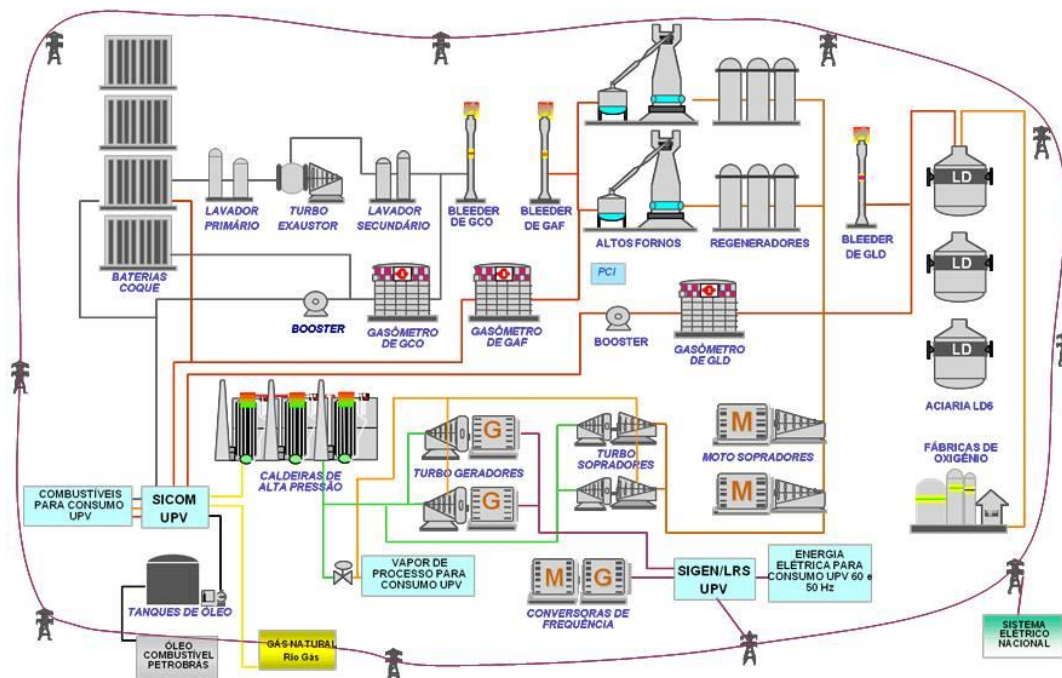 LAVADOR
PRIMÁRIO
TURBO
EXAUSTOR
LAVADOR
SECUNDÁRIO
BLEEDER
DE GCO
BLEEDER
DE GAF
ALTOS FORNOS
REGENERADORES
BLEEDER
DE GLD
LD
LD
LD
ACIARIA LD6
BATERIAS
COQUE
PCI
BOOSTER
GASÔMETRO
DE GCO
GASÔMETRO
DE GAF
BOOSTER
GASÔMETRO
DE GLD
CALDEIRAS DE
ALTA PRESSÃO
G
TURBO GERADORES
G
TURBO
SOPRADORES
M
MOTO SOPRADORES
M
FÁBRICAS DE
OXIGÊNIO
COMBUSTÍVEIS
PARA CONSUMO
UPV
SICOM
UPV
VAPOR DE
PROCESSO PARA
CONSUMO UPV
M
G
CONVERSORAS DE
FREQUÊNCIA
SIGEN/LRS
UPV
ENERGIA
ELÉTRICA PARA
CONSUMO UPV 60 e
50 Hz
TANQUES DE ÓLEO
ÓLEO
COMBUSTÍVEL
PETROBRÁS
GÁS NATURAL
Rio Gás
SISTEMA
ELÉTRICO
NACIONAL